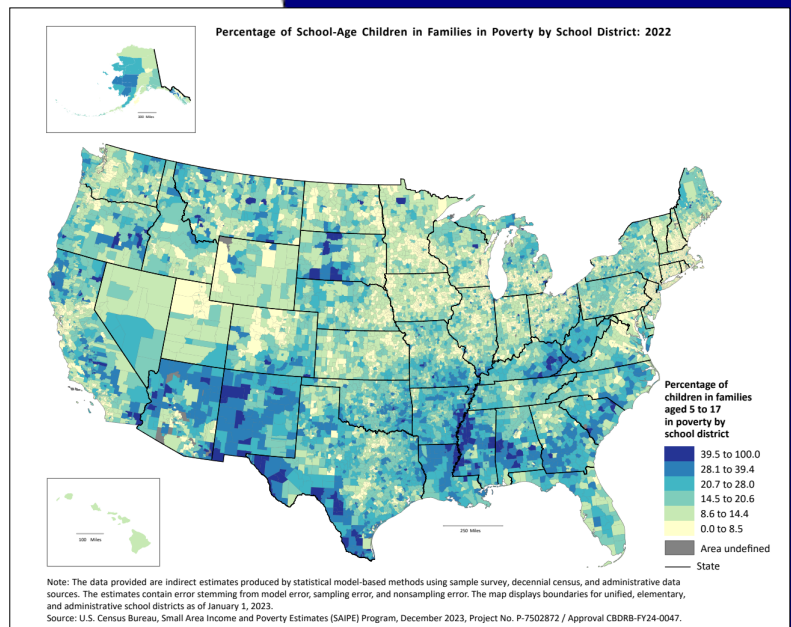 Percentage of School-Age Children in Families in Poverty by School District: 2022
200 Miles
Percentage of
children in families
aged 5 to 17
in poverty by
school district
39.5 to 100.0
28.1 to 39.4
20.7 to 28.0
14.5 to 20.6
8.6 to 14.4
0.0 to 8.5
Area undefined
State
100 Miles
250 Miles
Note: The data provided are indirect estimates produced by statistical model-based methods using sample survey, decennial census, and administrative data
sources. The estimates contain error stemming from model error, sampling error, and nonsampling error. The map displays boundaries for unified, elementary,
and administrative school districts as of January 1, 2023.
Source: U.S. Census Bureau, Small Area Income and Poverty Estimates (SAIPE) Program, December 2023, Project No. P-7502872 / Approval CBDRB-FY24-0047.